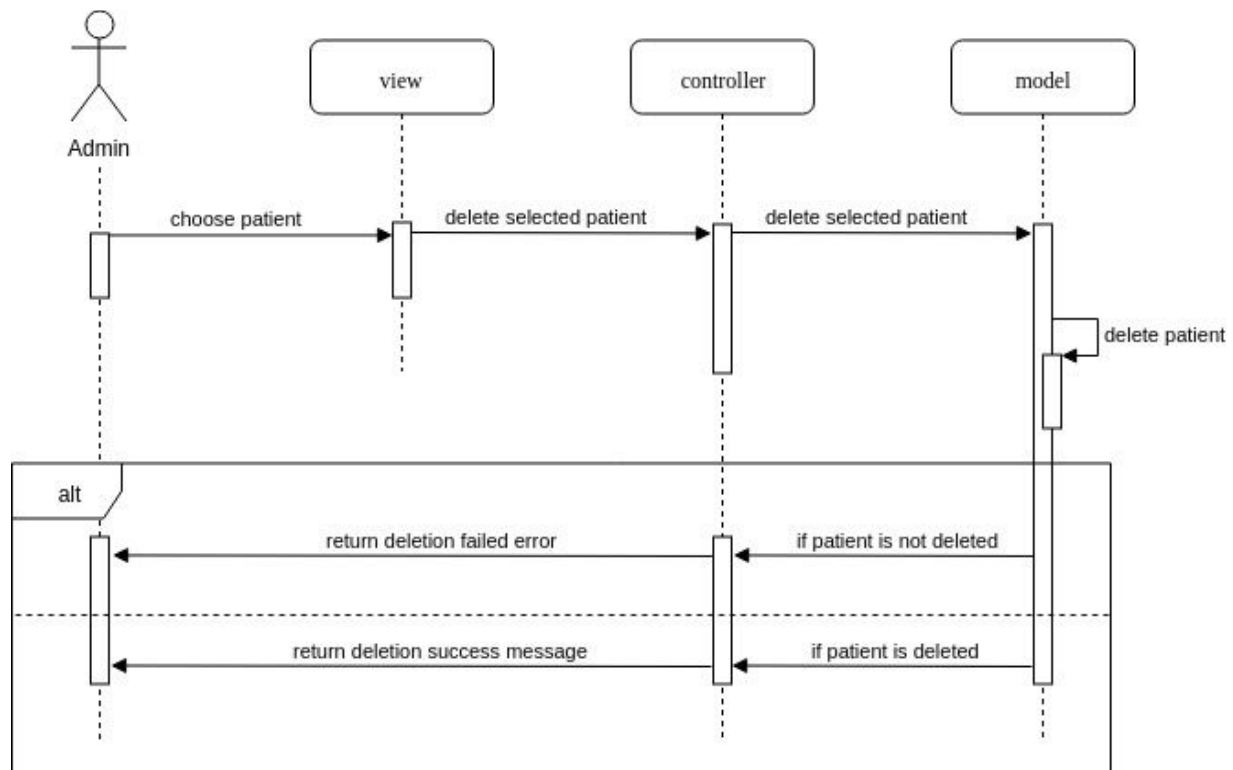 view
controller
model
Admin
choose patient
delete selected patient
delete selected patient
delete patient
alt
return deletion failed error
if patient is not deleted
return deletion success message
if patient is deleted